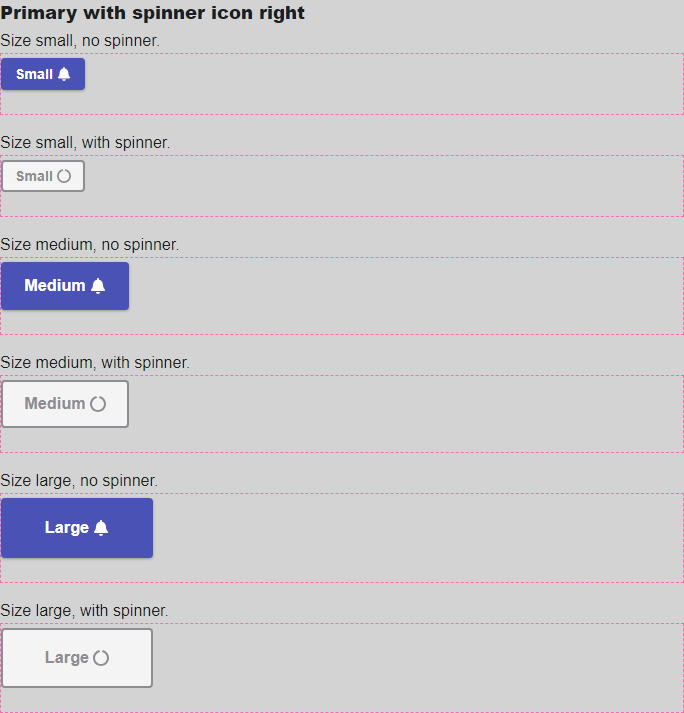 Primary with spinner icon right
Size small, no spinner.
Small
Size small, with spinner.
Small
Size medium, no spinner.
Medium
Size medium, with spinner.
Medium
Size large, no spinner.
Large
Size large, with spinner.
Large